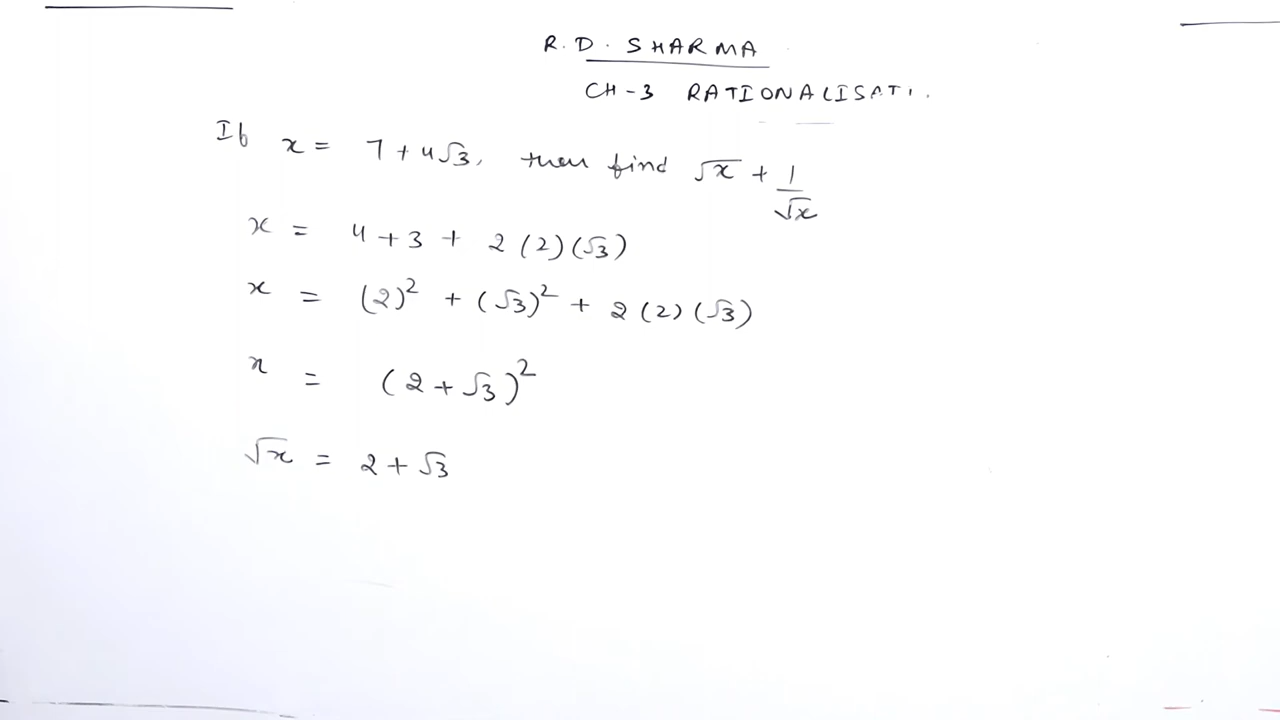 R. D. SHARMA
CH-3 RATIONALISATI.
If x = 7 + 4√3, then find √x + 1/√x
x = 4 + 3 + 2 (2) (√3)
x = (2)² + (√3)² + 2 (2) (√3)
x = (2 + √3)²
√x = 2 + √3